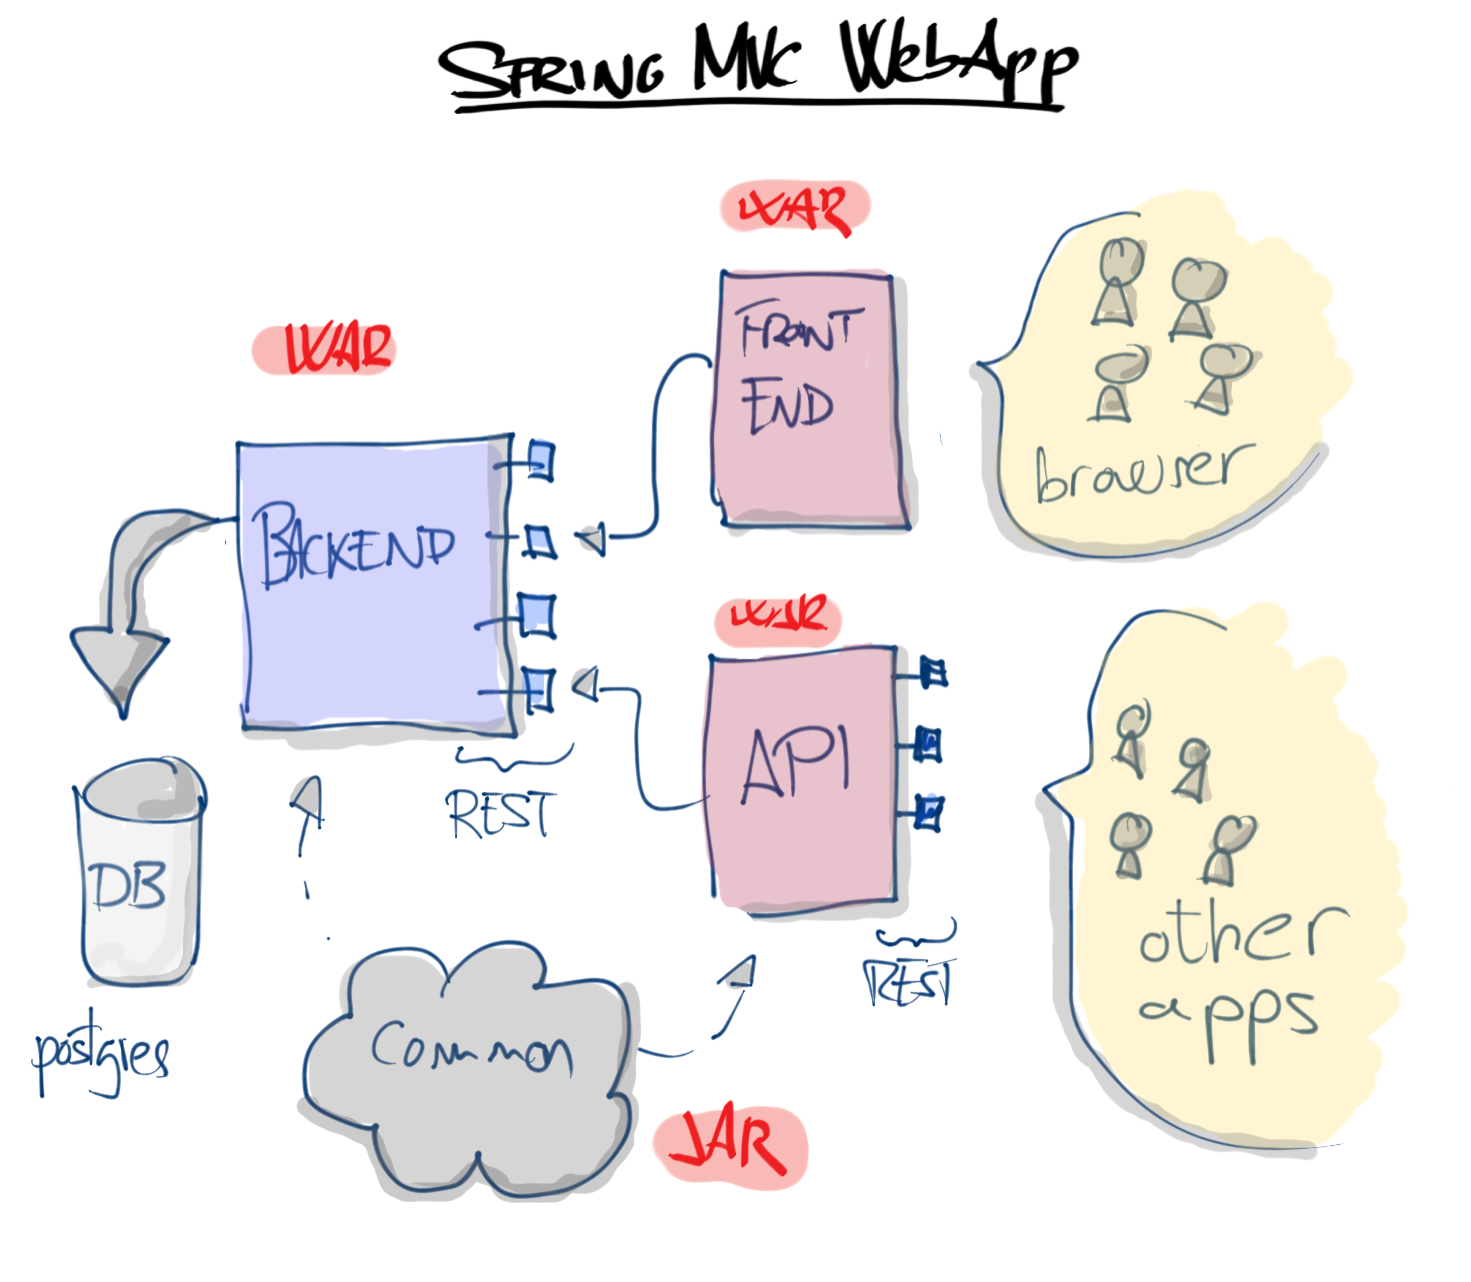 SPRING MVC WEBAPP
WAR
FRONT
END
browser
WAR
BACKEND
REST
DB
postgres
WAR
API
REST
other
apps
Common
JAR